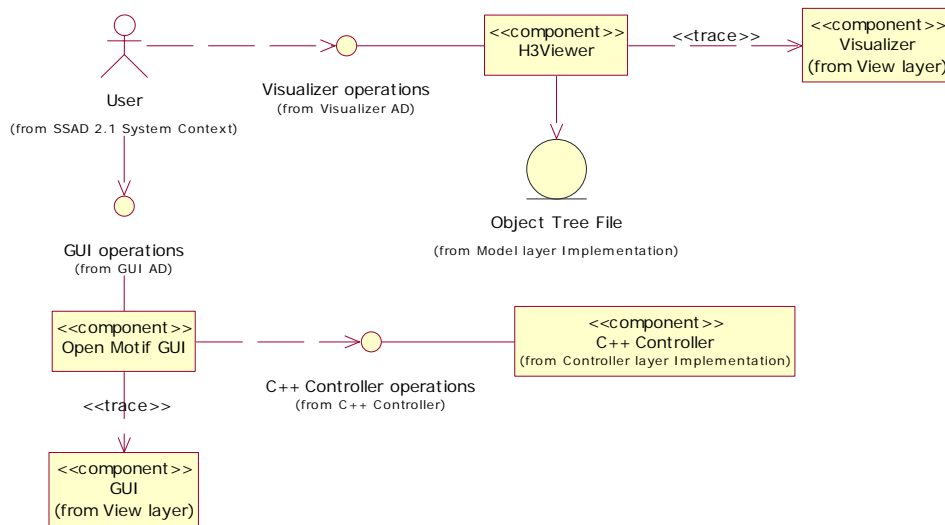 <<component>>
H3Viewer
<<trace>>
<<component>>
Visualizer
(from View layer)
User
(from SSAD 2.1 System Context)
Visualizer operations
(from Visualizer AD)
Object Tree File
(from Model layer Implementation)
GUI operations
(from GUI AD)
<<component>>
Open Motif GUI
<<component>>
C++ Controller
(from Controller layer Implementation)
C++ Controller operations
(from C++ Controller)
<<trace>>
<<component>>
GUI
(from View layer)